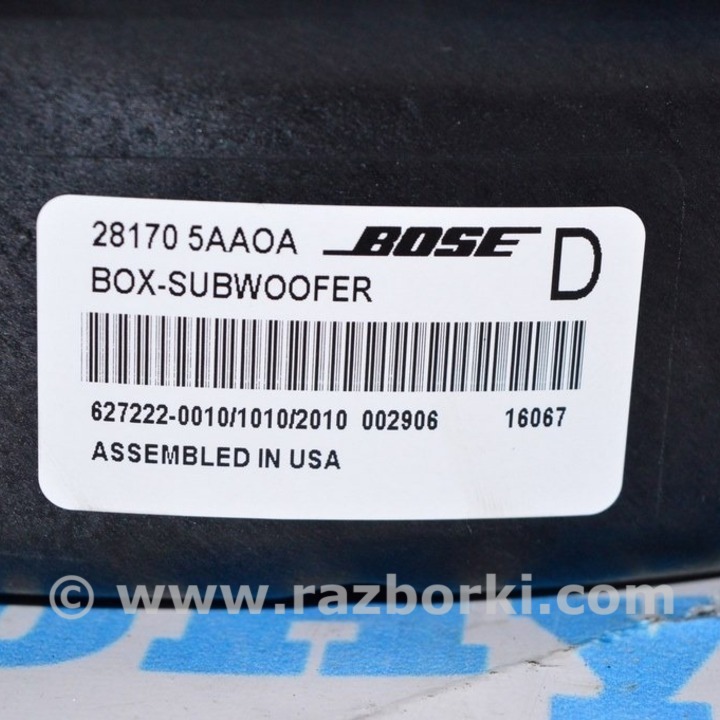 28170 5AAOA BOSE D
BOX-SUBWOOFER
627222-0010/1010/2010 002906 16067
ASSEMBLED IN USA
© www.razborki.com